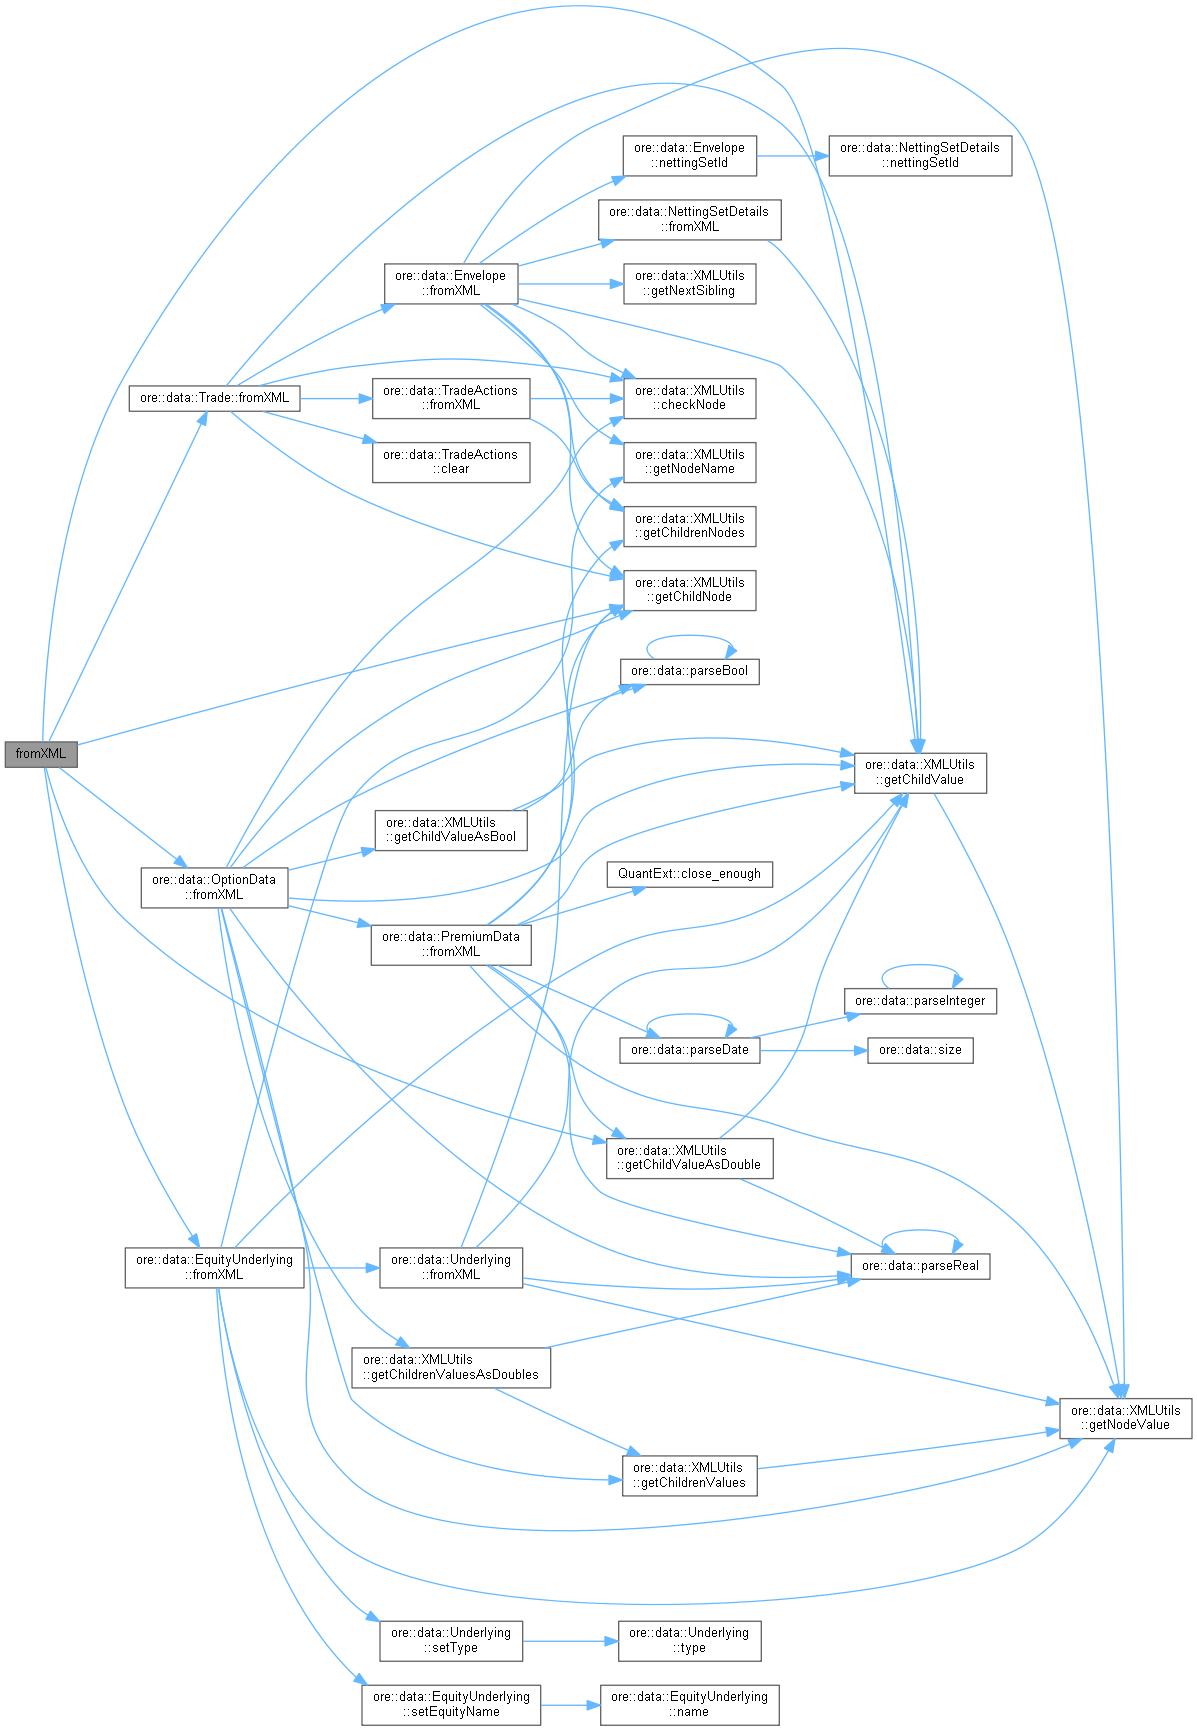 ore::data::Envelope
::nettingSetId
ore::data::NettingSetDetails
::nettingSetId
ore::data::NettingSetDetails
::fromXML
ore::data::Envelope
::fromXML
ore::data::XMLUtils
::getNextSibling
ore::data::Trade::fromXML
ore::data::TradeActions
::fromXML
ore::data::XMLUtils
::checkNode
ore::data::TradeActions
::clear
ore::data::XMLUtils
::getNodeName
ore::data::XMLUtils
::getChildrenNodes
ore::data::XMLUtils
::getChildNode
ore::data::parseBool
fromXML
ore::data::XMLUtils
::getChildValue
ore::data::XMLUtils
::getChildValueAsBool
ore::data::OptionData
::fromXML
QuantExt::close_enough
ore::data::PremiumData
::fromXML
ore::data::parseInteger
ore::data::parseDate
ore::data::size
ore::data::XMLUtils
::getChildValueAsDouble
ore::data::EquityUnderlying
::fromXML
ore::data::Underlying
::fromXML
ore::data::parseReal
ore::data::XMLUtils
::getChildrenValuesAsDoubles
ore::data::XMLUtils
::getNodeValue
ore::data::XMLUtils
::getChildrenValues
ore::data::Underlying
::setType
ore::data::Underlying
::type
ore::data::EquityUnderlying
::setEquityName
ore::data::EquityUnderlying
::name